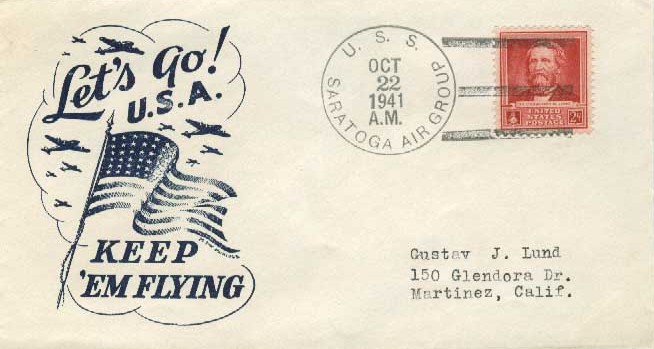 Let's Go!
U.S.A.
KEEP
'EM FLYING
U. S. S.
SARATOGA AIR GROUP
OCT
22
1941
A.M.
UNITED
STATES
POSTAGE
2¢
Gustav J. Lund
150 Glendora Dr.
Martinez, Calif.